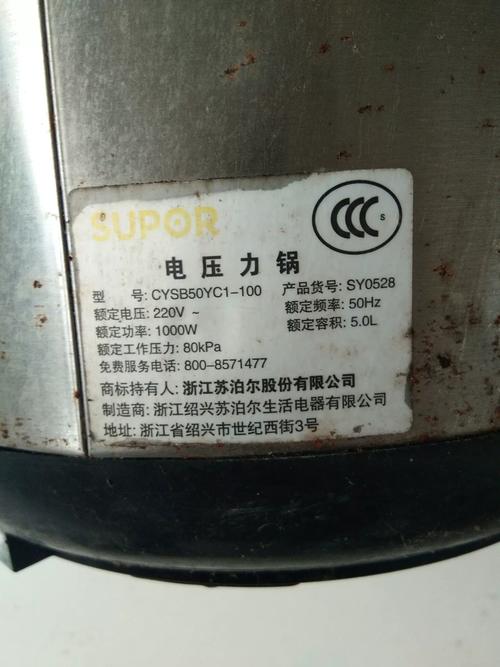 SUPOR
CCC S
电压力锅
型 号: CYSB50YC1-100 产品货号: SY0528
额定电压: 220V ~ 额定频率: 50Hz
额定功率: 1000W 额定容积: 5.0L
额定工作压力: 80kPa
免费服务电话: 800-8571477
商标持有人: 浙江苏泊尔股份有限公司
制造商: 浙江绍兴苏泊尔生活电器有限公司
地址: 浙江省绍兴市世纪西街3号